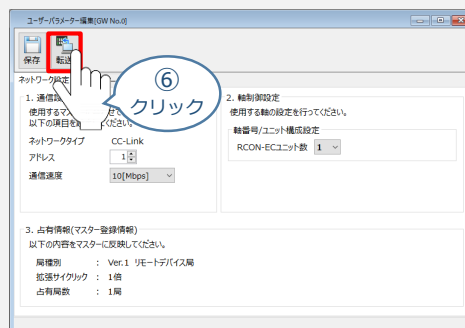 ユーザーパラメーター編集[GW No.0]
保存 転送
⑥
クリック
ネットワーク設定
1. 通信設
使用するマス
以下の項目を
ださい。
ネットワークタイプ CC-Link
アドレス 1
通信速度 10[Mbps]
2. 軸制御設定
使用する軸の設定を行ってください。
軸番号/ユニット構成設定
RCON-ECユニット数 1
3. 占有情報(マスター登録情報)
以下の内容をマスターに反映してください。
局種別 : Ver.1 リモートデバイス局
拡張サイクリック : 1倍
占有局数 : 1局